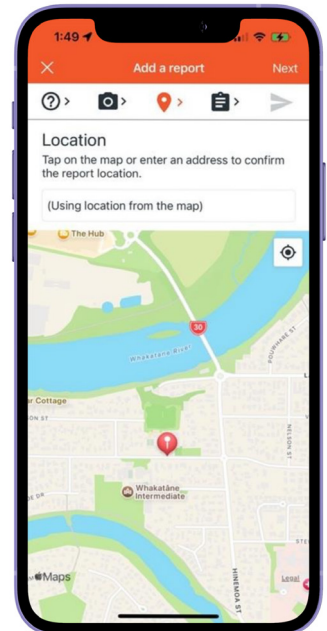 1:49
Add a report
Next
Location
Tap on the map or enter an address to confirm
the report location.
(Using location from the map)
The Hub
30
Whakatane River
Cottage
NELSON ST
Whakatāne
Intermediate
HINEMOA ST
Maps
Legal